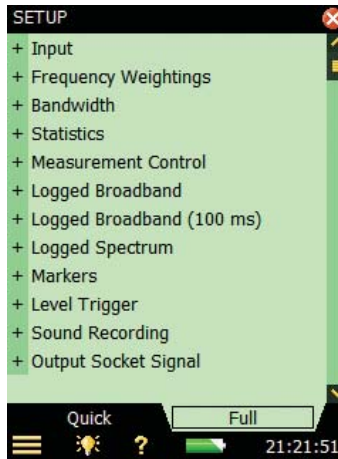 SETUP
+ Input
+ Frequency Weightings
+ Bandwidth
+ Statistics
+ Measurement Control
+ Logged Broadband
+ Logged Broadband (100 ms)
+ Logged Spectrum
+ Markers
+ Level Trigger
+ Sound Recording
+ Output Socket Signal
Quick Full
? 21:21:51